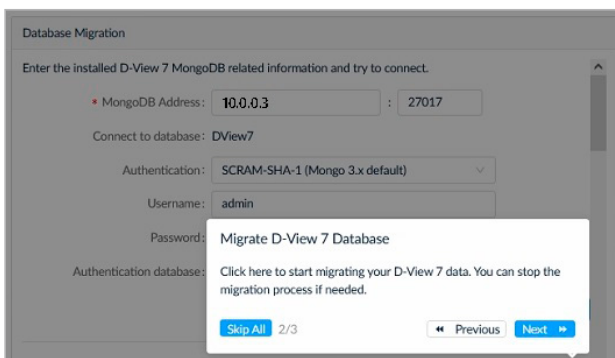 Database Migration
Enter the installed D-View 7 MongoDB related information and try to connect.
* MongoDB Address: 10.0.0.3 : 27017
Connect to database: DView7
Authentication: SCRAM-SHA-1 (Mongo 3.x default)
Username: admin
Password:
Migrate D-View 7 Database
Authentication database:
Click here to start migrating your D-View 7 data. You can stop the
migration process if needed.
Skip All 2/3 Previous Next